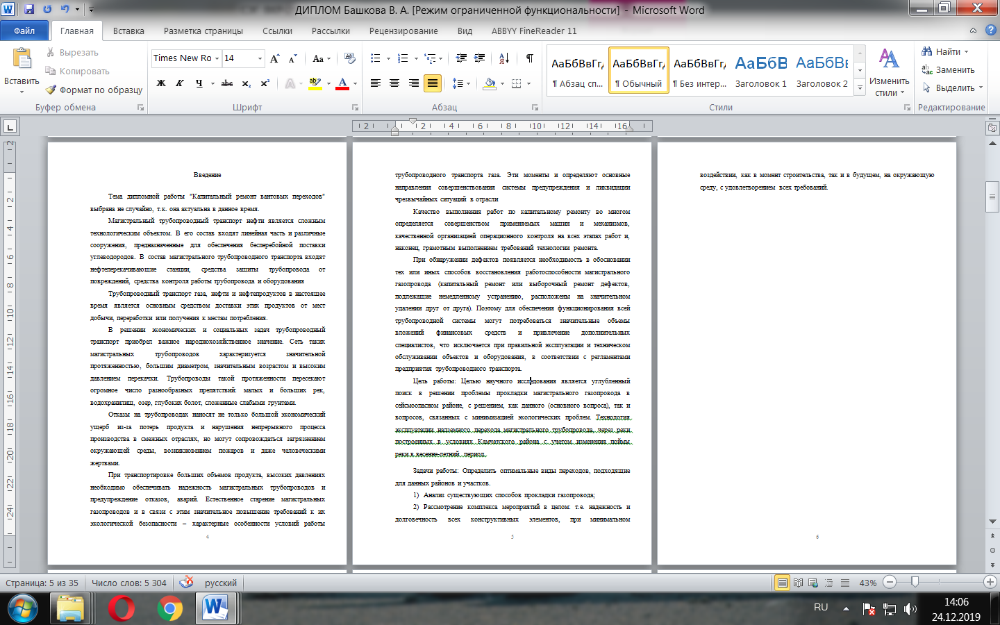 ДИПЛОМ Башкова В. А. [Режим ограниченной функциональности] - Microsoft Word
Файл Главная Вставка Разметка страницы Ссылки Рассылки Рецензирование Вид ABBYY FineReader 11
Вставить
Вырезать
Копировать
Формат по образцу
Буфер обмена
Times New Ro 14
Ж К Ч abc x₂ x²
Шрифт
Абзац
АаБбВвГг, АаБбВвГг, АаБбВвГг, АаБбВ АаБбВв
¶ Абзац сп... ¶ Обычный ¶ Без интер... Заголовок 1 Заголовок 2
Изменить стили
Стили
Найти
Заменить
Выделить
Редактирование
2 2 4 6 8 10 12 14 16
Введение
Тема дипломной работы "Капитальный ремонт вантовых переходов"
выбрана не случайно, т.к. она актуальна в данное время.
Магистральный трубопроводный транспорт нефти является сложным
технологическим объектом. В его состав входят линейная часть и различные
сооружения, предназначенные для обеспечения бесперебойной поставки
углеводородов. В состав магистрального трубопроводного транспорта входят
нефтеперекачивающие станции, средства защиты трубопровода от
повреждений, средства контроля работы трубопровода и оборудования
Трубопроводный транспорт газа, нефти и нефтепродуктов в настоящее
время является основным средством доставки этих продуктов от мест
добычи, переработки или получения к местам потребления.
В решении экономических и социальных задач трубопроводный
транспорт приобрел важное народнохозяйственное значение. Сеть таких
магистральных трубопроводов характеризуется значительной
протяженностью, большим диаметром, значительным возрастом и высоким
давлением перекачки. Трубопроводы такой протяженности пересекают
огромное число разнообразных препятствий: малых и больших рек,
водохранилищ, озер, глубоких болот, сложенные слабыми грунтами.
Отказы на трубопроводах наносят не только большой экономический
ущерб из-за потерь продукта и нарушения непрерывного процесса
производства в смежных отраслях, но могут сопровождаться загрязнением
окружающей среды, возникновением пожаров и даже человеческими
жертвами.
При транспортировке больших объемов продукта, высоких давлениях
необходимо обеспечивать надежность магистральных трубопроводов и
предупреждение отказов, аварий. Естественное старение магистральных
газопроводов и в связи с этим значительное повышение требований к их
экологической безопасности – характерные особенности условий работы
4
трубопроводного транспорта газа. Эти моменты и определяют основные
направления совершенствования системы предупреждения и ликвидации
чрезвычайных ситуаций в отрасли
Качество выполнения работ по капитальному ремонту во многом
определяется совершенством применяемых машин и механизмов,
качественной организацией операционного контроля на всех этапах работ и,
наконец, грамотным выполнением требований технологии ремонта.
При обнаружении дефектов появляется необходимость в обосновании
тех или иных способов восстановления работоспособности магистрального
газопровода (капитальный ремонт или выборочный ремонт дефектов,
подлежащие немедленному устранению, расположены на значительном
удалении друг от друга). Поэтому для обеспечения функционирования всей
трубопроводной системы могут потребоваться значительные объемы
вложений финансовых средств и привлечение дополнительных
специалистов, что исключается при правильной эксплуатации и техническом
обслуживании объектов и оборудования, в соответствии с регламентами
предприятия трубопроводного транспорта.
Цель работы: Целью научного исследования является углубленный
поиск в решении проблемы прокладки магистрального газопровода в
сейсмоопасном районе, с решением, как данного (основного вопроса), так и
вопросов, связанных с минимизацией экологических проблем. Технология
эксплуатации надземного перехода магистрального трубопровода, через реки
построенных в условиях Камчатского района с учетом изменения поймы
реки в весенне-летний период.
Задачи работы: Определить оптимальные виды переходов, подходящие
для данных районов и участков.
1) Анализ существующих способов прокладки газопровода;
2) Рассмотрение комплекса мероприятий в целом: т.е. надежность и
долговечность всех конструктивных элементов, при минимальном
5
воздействии, как в момент строительства, так и в будущем, на окружающую
среду, с удовлетворением всех требований.
6
Страница: 5 из 35 Число слов: 5 304 русский 43%
RU 14:06
24.12.2019